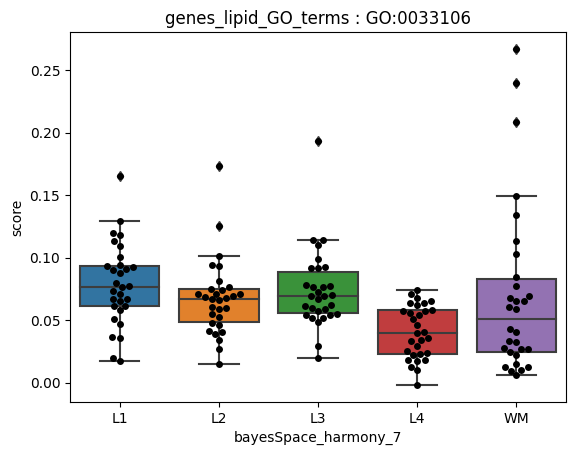 genes_lipid_GO_terms : GO:0033106
0.25
0.20
0.15
0.10
0.05
0.00
score
L1 L2 L3 L4 WM
bayesSpace_harmony_7